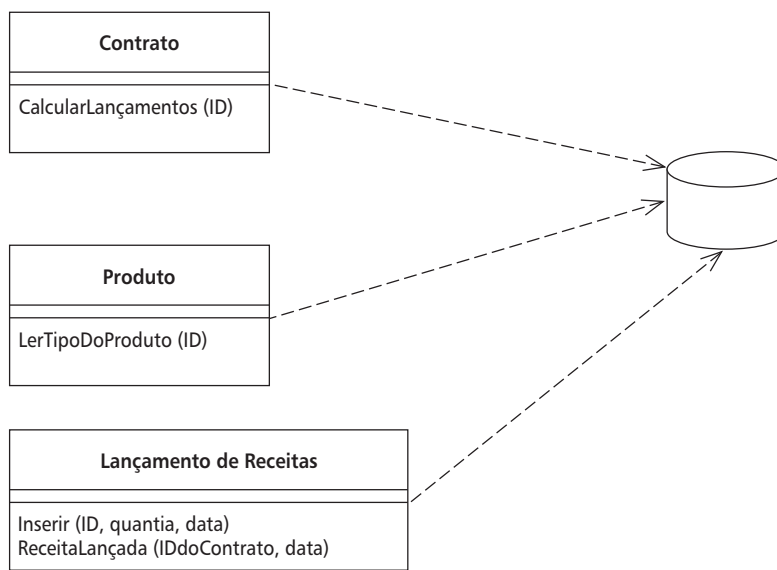 Contrato
CalcularLançamentos (ID)
Produto
LerTipoDoProduto (ID)
Lançamento de Receitas
Inserir (ID, quantia, data)
ReceitaLançada (IDdoContrato, data)